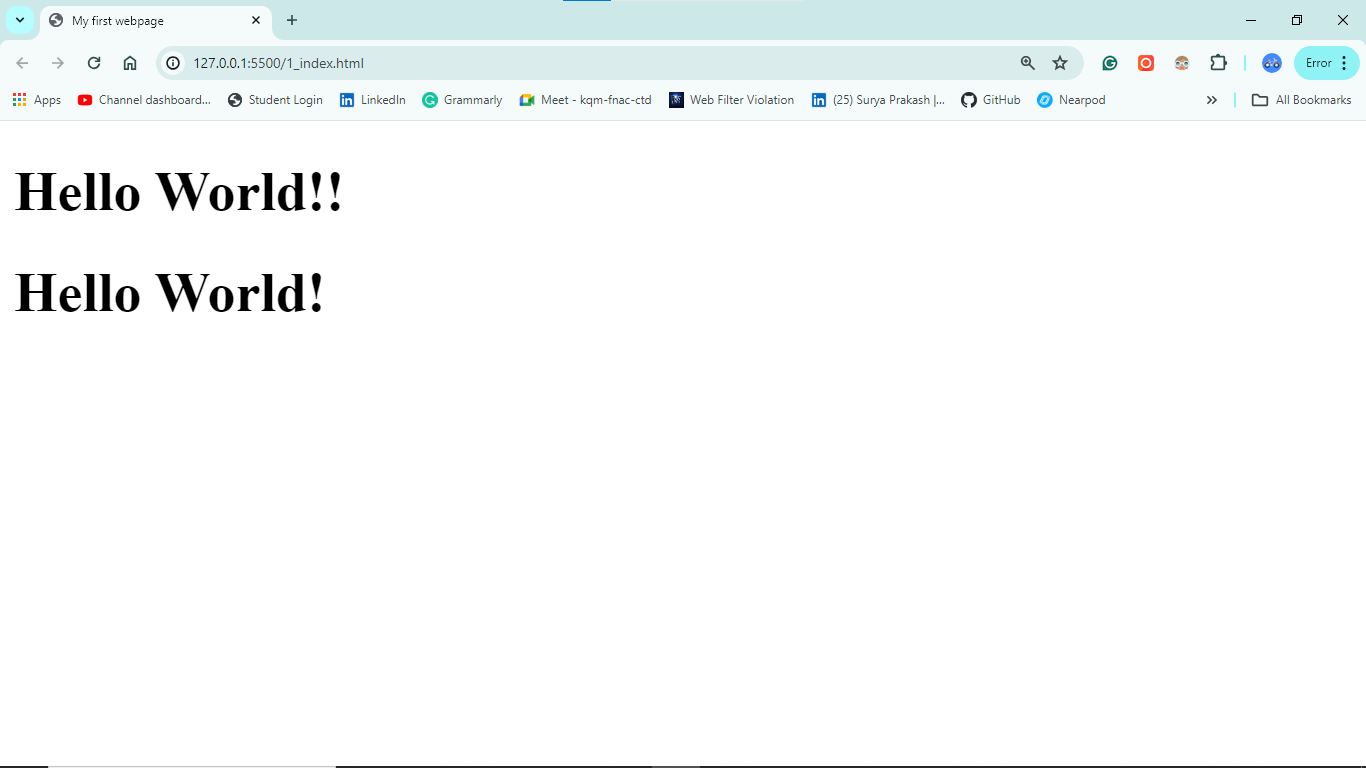 My first webpage
127.0.0.1:5500/1_index.html
Error
Apps Channel dashboard... Student Login LinkedIn Grammarly Meet - kqm-fnac-ctd Web Filter Violation (25) Surya Prakash |... GitHub Nearpod All Bookmarks
Hello World!!
Hello World!